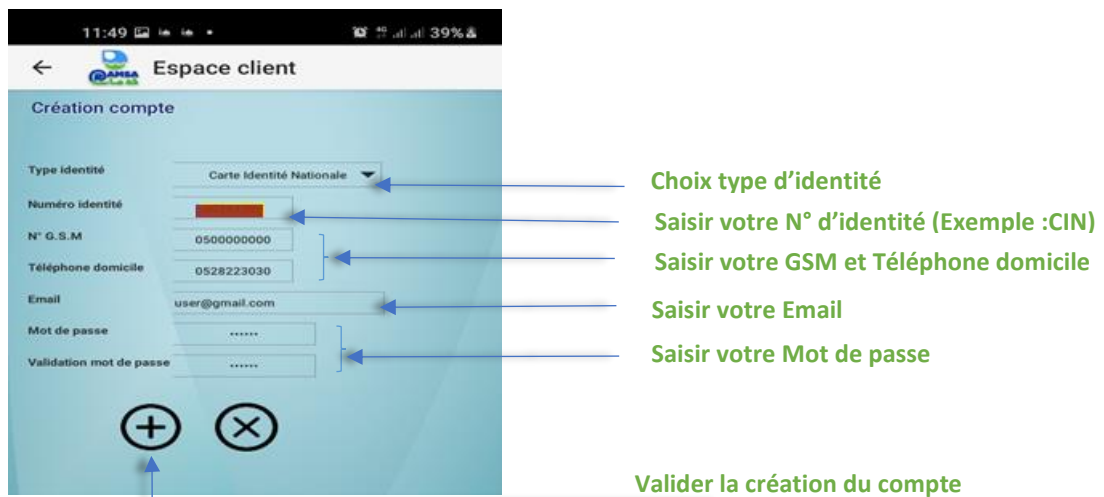 11:49 39%
RAMSA Espace client
Création compte
Type identité Carte Identité Nationale
Choix type d'identité
Numéro identité
Saisir votre N° d'identité (Exemple :CIN)
N° G.S.M 0500000000
Saisir votre GSM et Téléphone domicile
Téléphone domicile 0528223030
Email user@gmail.com
Saisir votre Email
Mot de passe ······
Saisir votre Mot de passe
Validation mot de passe ······
Valider la création du compte